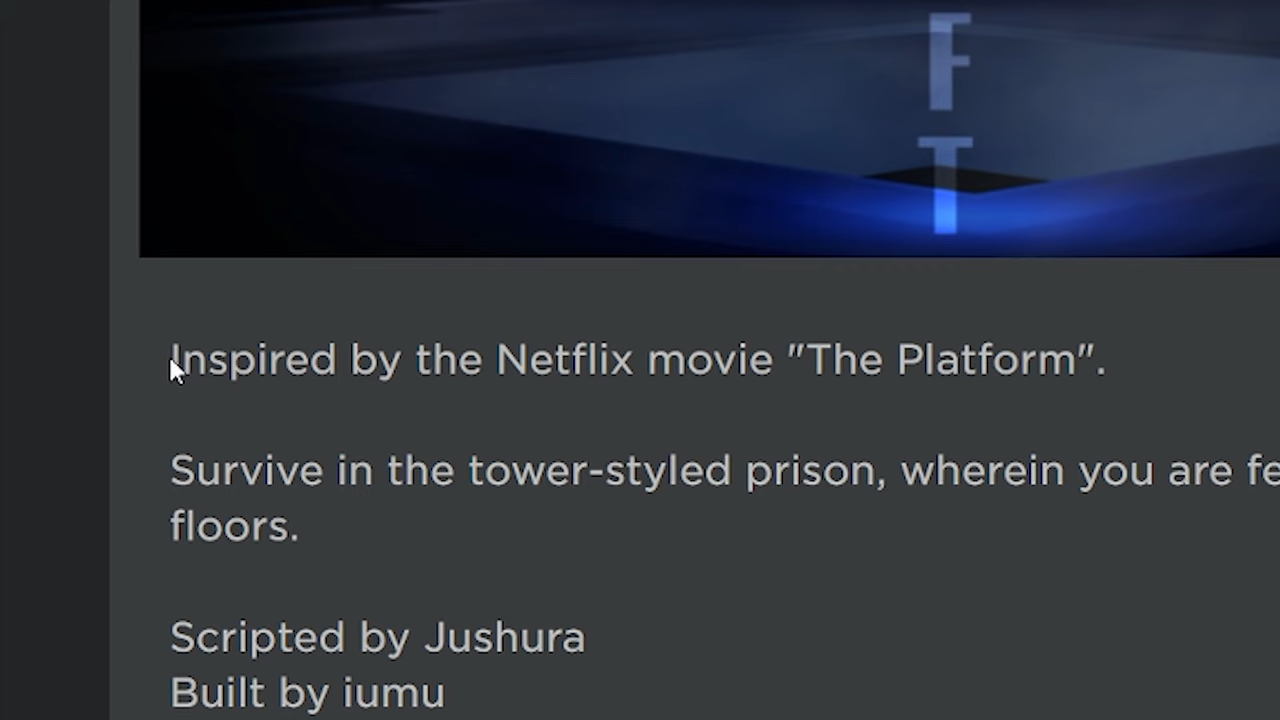 F
T
Inspired by the Netflix movie "The Platform".
Survive in the tower-styled prison, wherein you are
floors.
Scripted by Jushura
Built by iumu